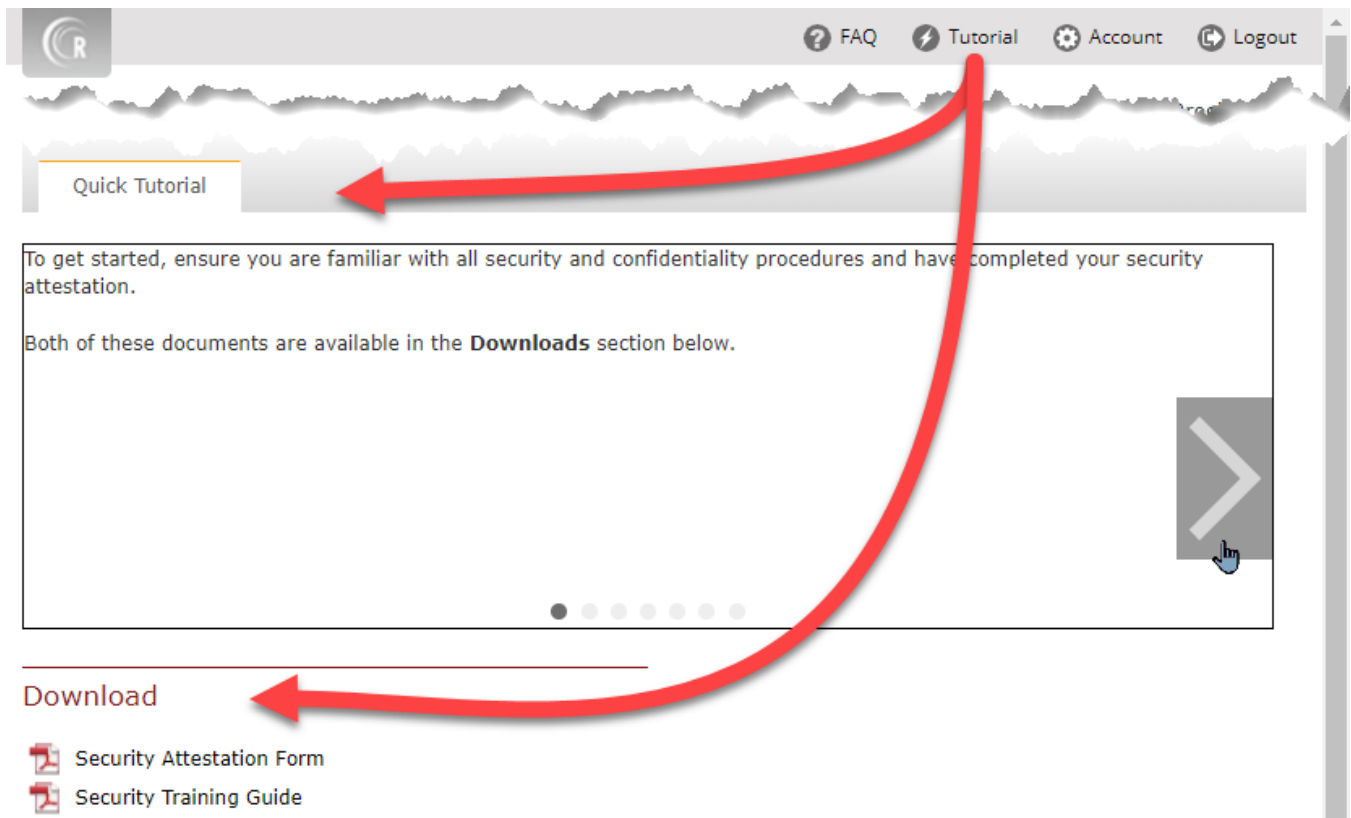 R
FAQ Tutorial Account Logout
Quick Tutorial
To get started, ensure you are familiar with all security and confidentiality procedures and have completed your security
attestation.
Both of these documents are available in the Downloads section below.
Download
Security Attestation Form
Security Training Guide